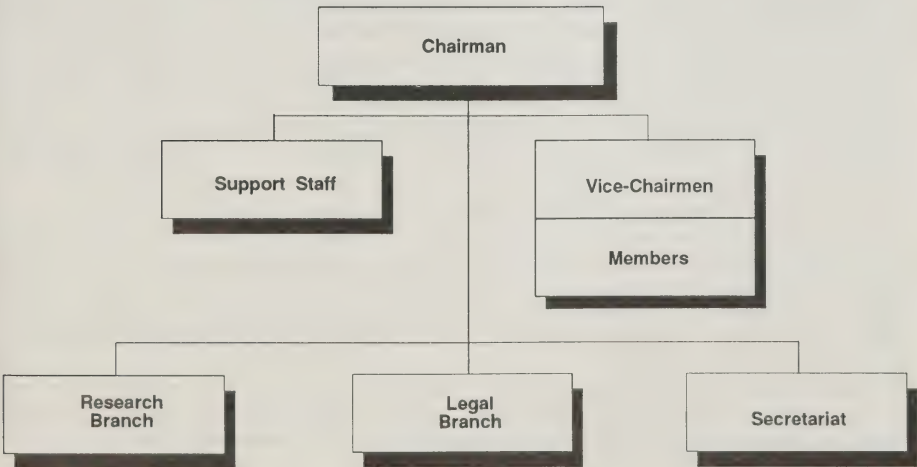 Chairman
Support Staff
Vice-Chairmen
Members
Research
Branch
Legal
Branch
Secretariat